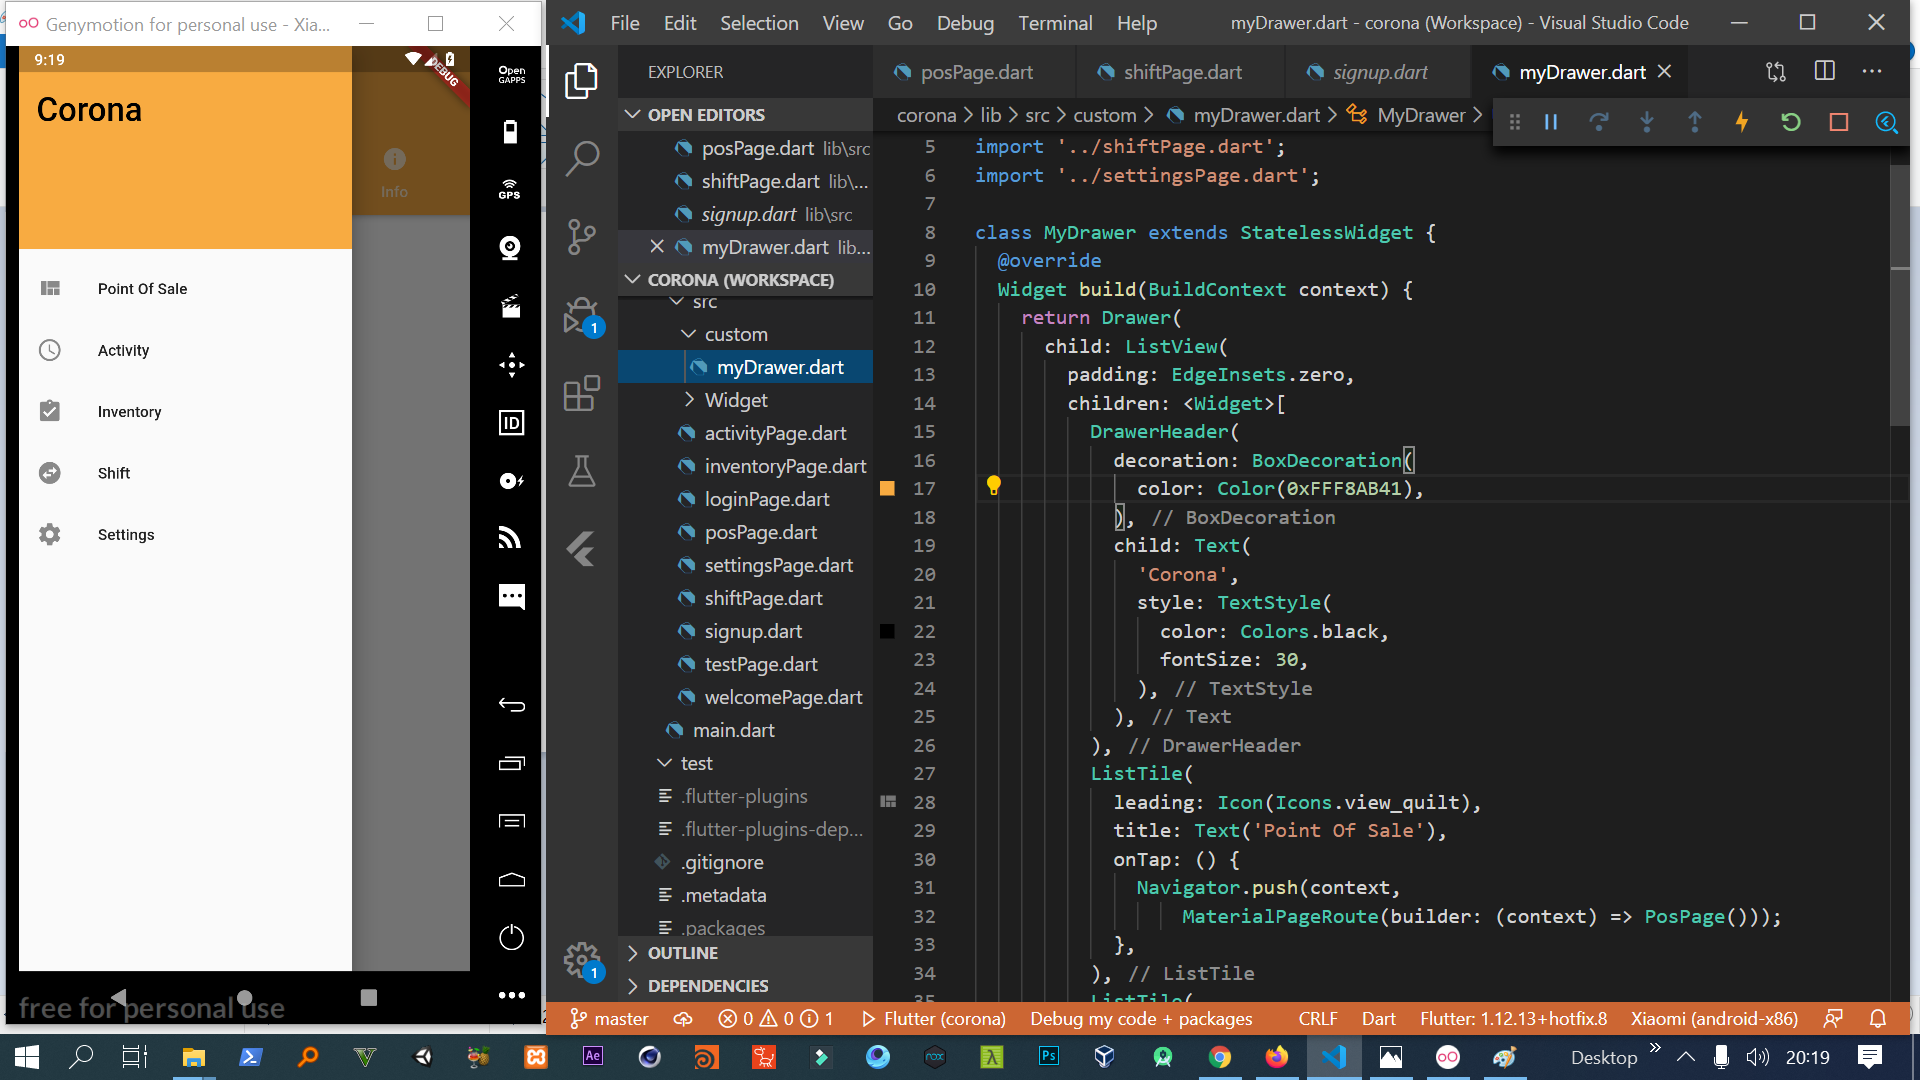 Genymotion for personal use - Xia...
9:19
DEBUG
Corona
Info
Point Of Sale
Activity
Inventory
Shift
Settings
free for personal use
Open
GAPPS
GPS
ID
File Edit Selection View Go Debug Terminal Help
myDrawer.dart - corona (Workspace) - Visual Studio Code
EXPLORER
OPEN EDITORS
posPage.dart lib\src
shiftPage.dart lib\...
signup.dart lib\src
myDrawer.dart lib...
CORONA (WORKSPACE)
src
custom
myDrawer.dart
Widget
activityPage.dart
inventoryPage.dart
loginPage.dart
posPage.dart
settingsPage.dart
shiftPage.dart
signup.dart
testPage.dart
welcomePage.dart
main.dart
test
.flutter-plugins
.flutter-plugins-dep...
.gitignore
.metadata
.packages
OUTLINE
DEPENDENCIES
1
1
posPage.dart shiftPage.dart signup.dart myDrawer.dart
corona > lib > src > custom > myDrawer.dart > MyDrawer >
5 import '../shiftPage.dart';
6 import '../settingsPage.dart';
7
8 class MyDrawer extends StatelessWidget {
9 @override
10 Widget build(BuildContext context) {
11 return Drawer(
12 child: ListView(
13 padding: EdgeInsets.zero,
14 children: <Widget>[
15 DrawerHeader(
16 decoration: BoxDecoration(
17 color: Color(0xFFF8AB41),
18 ), // BoxDecoration
19 child: Text(
20 'Corona',
21 style: TextStyle(
22 color: Colors.black,
23 fontSize: 30,
24 ), // TextStyle
25 ), // Text
26 ), // DrawerHeader
27 ListTile(
28 leading: Icon(Icons.view_quilt),
29 title: Text('Point Of Sale'),
30 onTap: () {
31 Navigator.push(context,
32 MaterialPageRoute(builder: (context) => PosPage()));
33 },
34 ), // ListTile
35 ListTile(
master 0 0 1 Flutter (corona) Debug my code + packages CRLF Dart Flutter: 1.12.13+hotfix.8 Xiaomi (android-x86)
Ae nox Ps Desktop 20:19